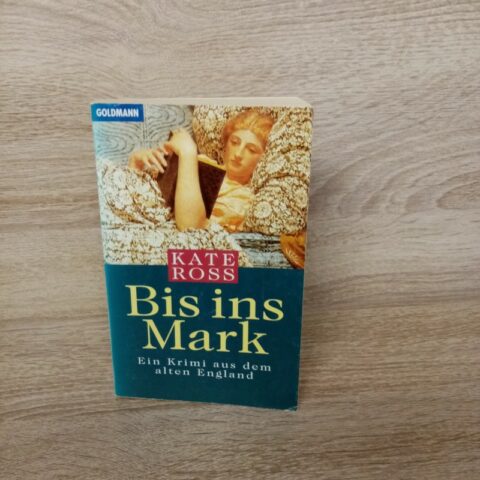 GOLDMANN
KATE
ROSS
Bis ins
Mark
Ein Krimi aus dem
alten England